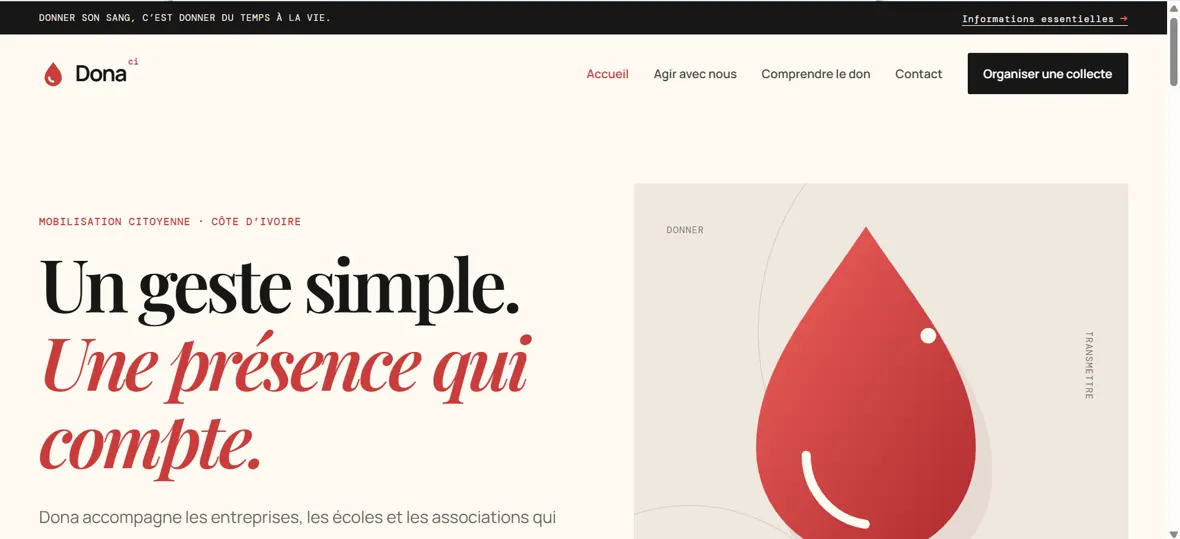 DONNER SON SANG, C’EST DONNER DU TEMPS À LA VIE.
Informations essentielles →
Dona ci
Accueil
Agir avec nous
Comprendre le don
Contact
Organiser une collecte
MOBILISATION CITOYENNE · CÔTE D’IVOIRE
Un geste simple.
Une présence qui
compte.
Dona accompagne les entreprises, les écoles et les associations qui
DONNER
TRANSMETTRE